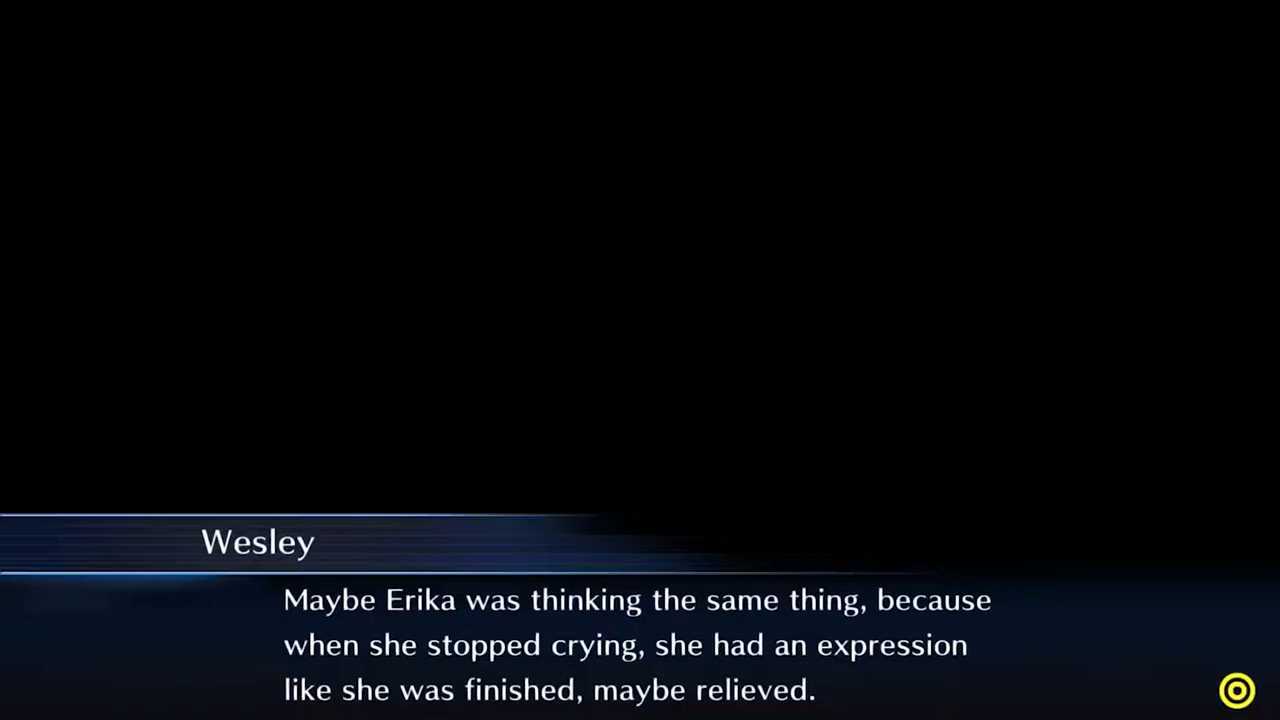 Wesley
Maybe Erika was thinking the same thing, because
when she stopped crying, she had an expression
like she was finished, maybe relieved.